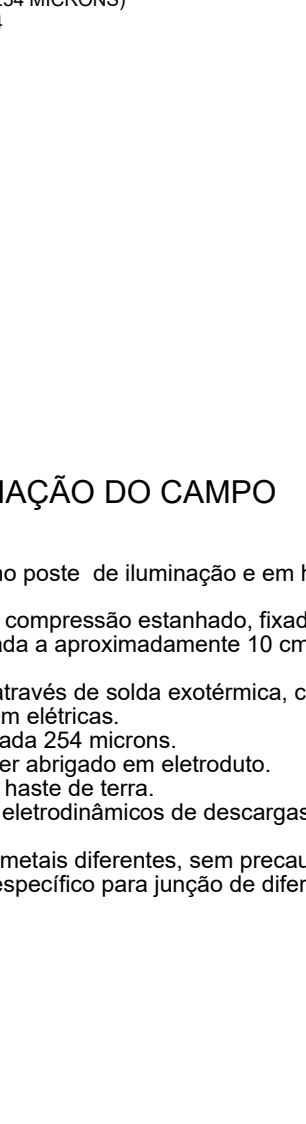 254 MICRONS)
4
NAÇÃO DO CAMPO
no poste de iluminação e em h
compressão estanhado, fixad
ada a aproximadamente 10 cm
através de solda exotérmica, c
m elétricas.
ada 254 microns.
er abrigado em eletroduto.
haste de terra.
eletrodinâmicos de descargas
metais diferentes, sem precau
específico para junção de difer